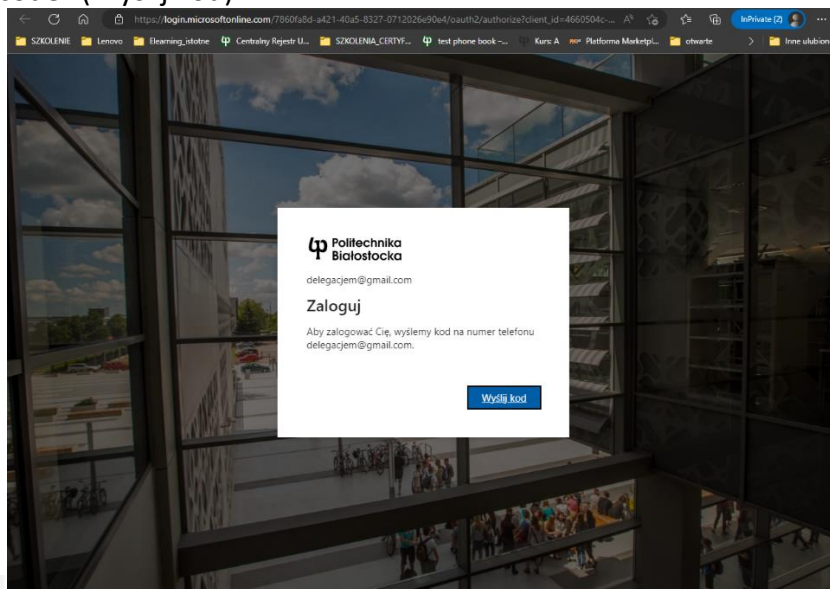 https://login.microsoftonline.com/7860fa8d-a421-40a5-8327-0712026e90e4/oauth2/authorize?client_id=4660504c-...
InPrivate (2)
SZKOLENIE Lenovo Elearning_istotne Centralny Rejestr U... SZKOLENIA_CERTYF... test phone book –... Kurs: A Platforma Marketpl... otwarte Inne ulubion
Politechnika
Białostocka
delegacjem@gmail.com
Zaloguj
Aby zalogować Cię, wyślemy kod na numer telefonu
delegacjem@gmail.com.
Wyślij kod